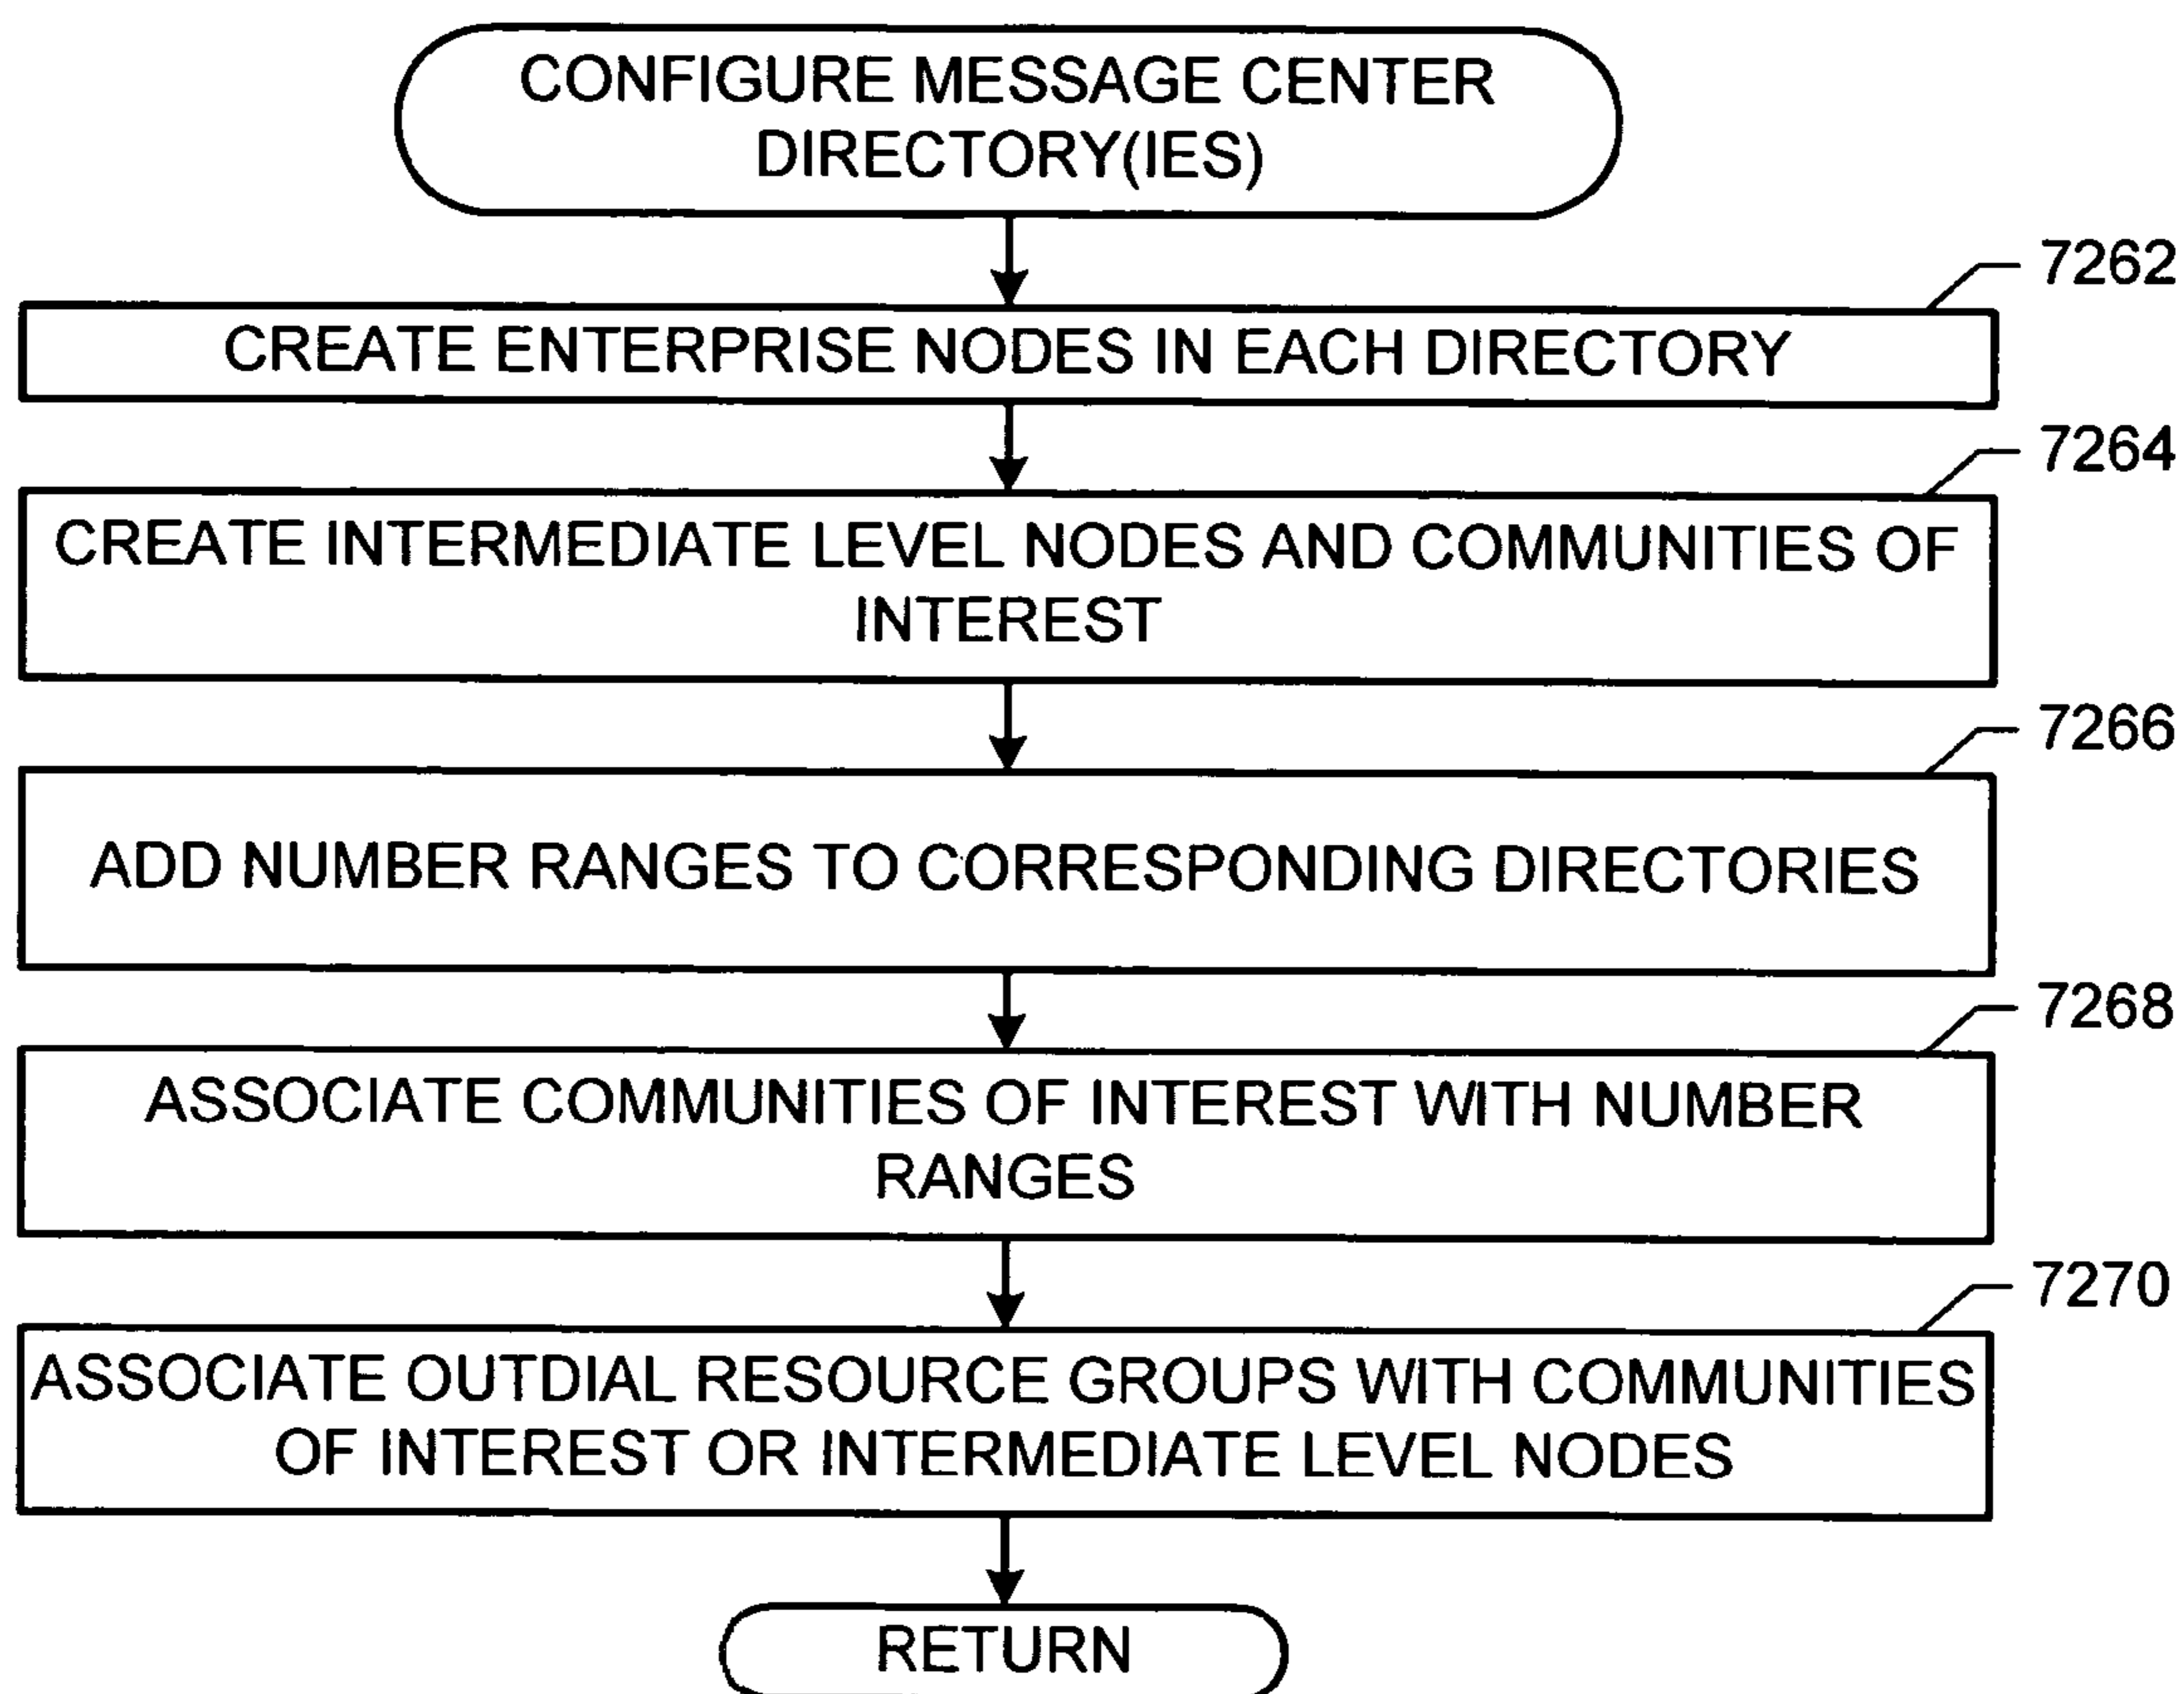 CONFIGURE MESSAGE CENTER
DIRECTORY(IES)
7262
CREATE ENTERPRISE NODES IN EACH DIRECTORY
7264
CREATE INTERMEDIATE LEVEL NODES AND COMMUNITIES OF
INTEREST
7266
ADD NUMBER RANGES TO CORRESPONDING DIRECTORIES
7268
ASSOCIATE COMMUNITIES OF INTEREST WITH NUMBER
RANGES
7270
ASSOCIATE OUTDIAL RESOURCE GROUPS WITH COMMUNITIES
OF INTEREST OR INTERMEDIATE LEVEL NODES
RETURN